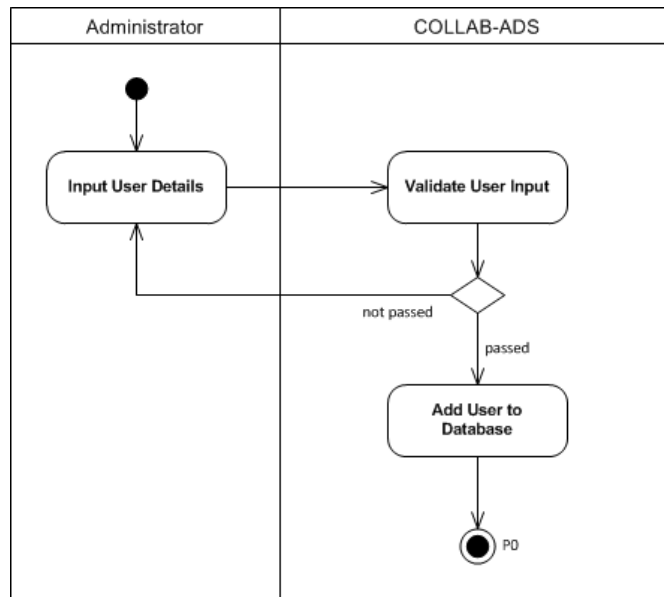 Administrator
COLLAB-ADS
Input User Details
Validate User Input
not passed
passed
Add User to
Database
P0